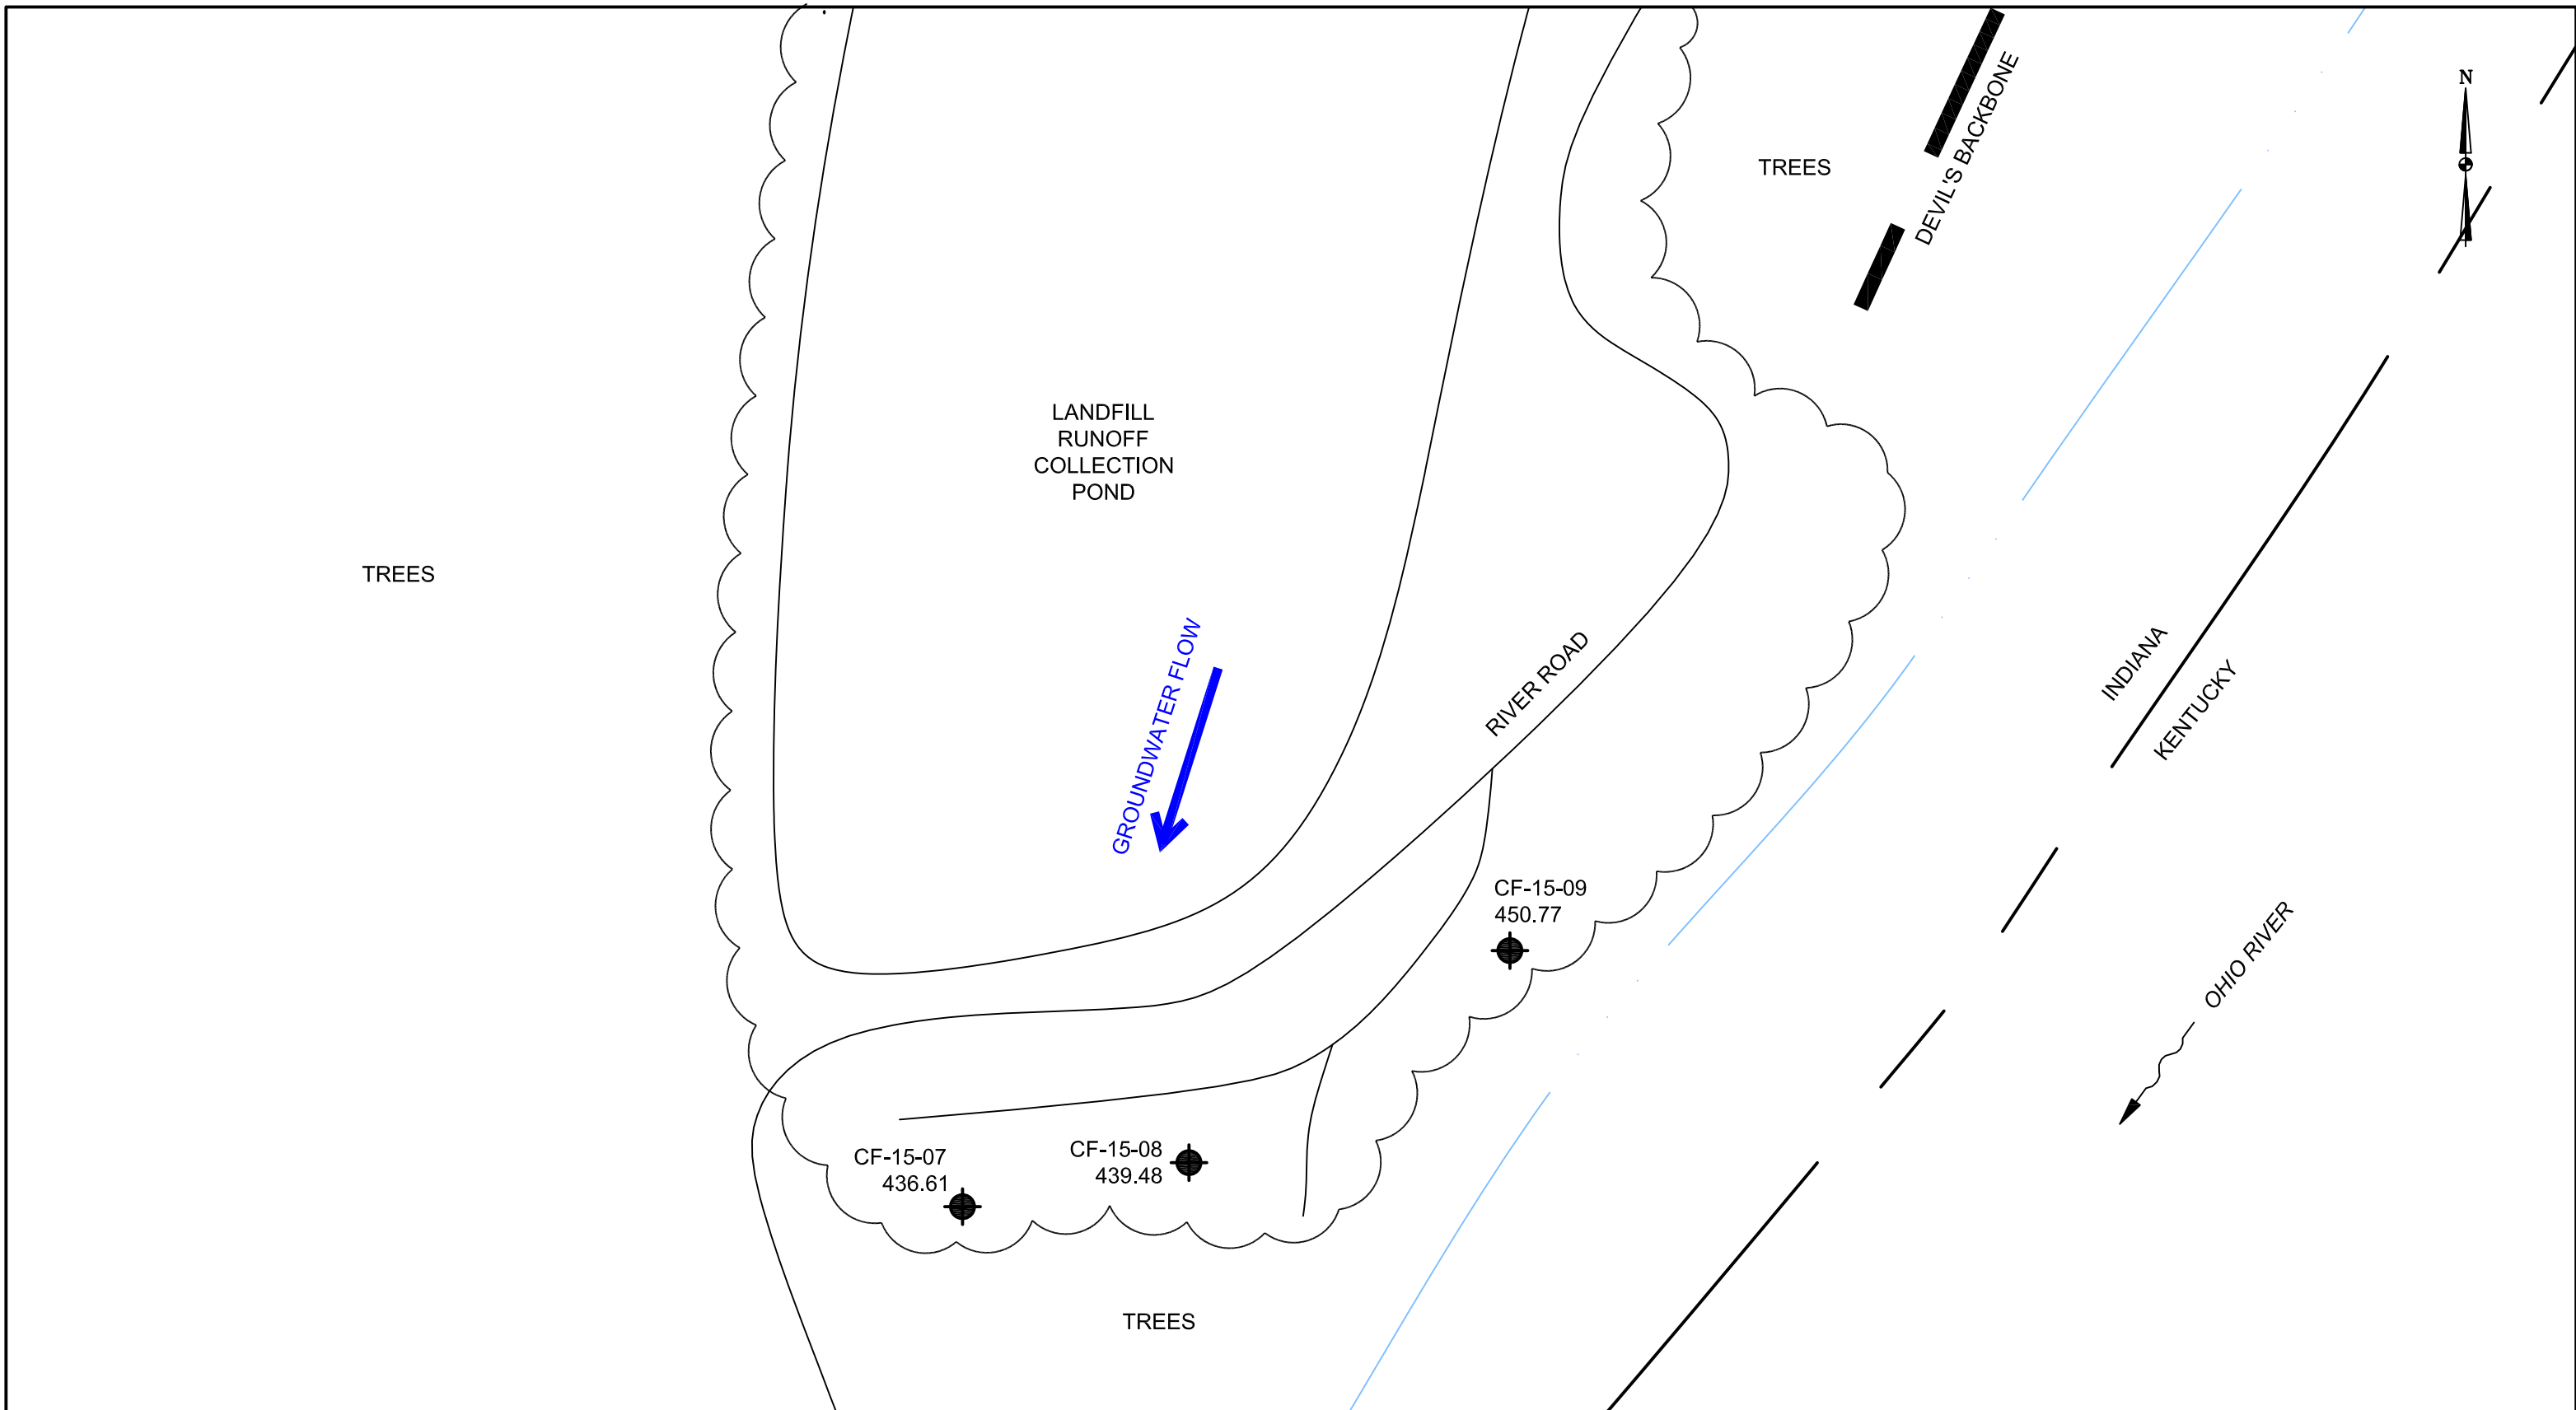 N
DEVIL'S BACKBONE
TREES
LANDFILL
RUNOFF
COLLECTION
POND
TREES
GROUNDWATER FLOW
RIVER ROAD
INDIANA
KENTUCKY
CF-15-09
450.77
OHIO RIVER
CF-15-08
439.48
CF-15-07
436.61
TREES